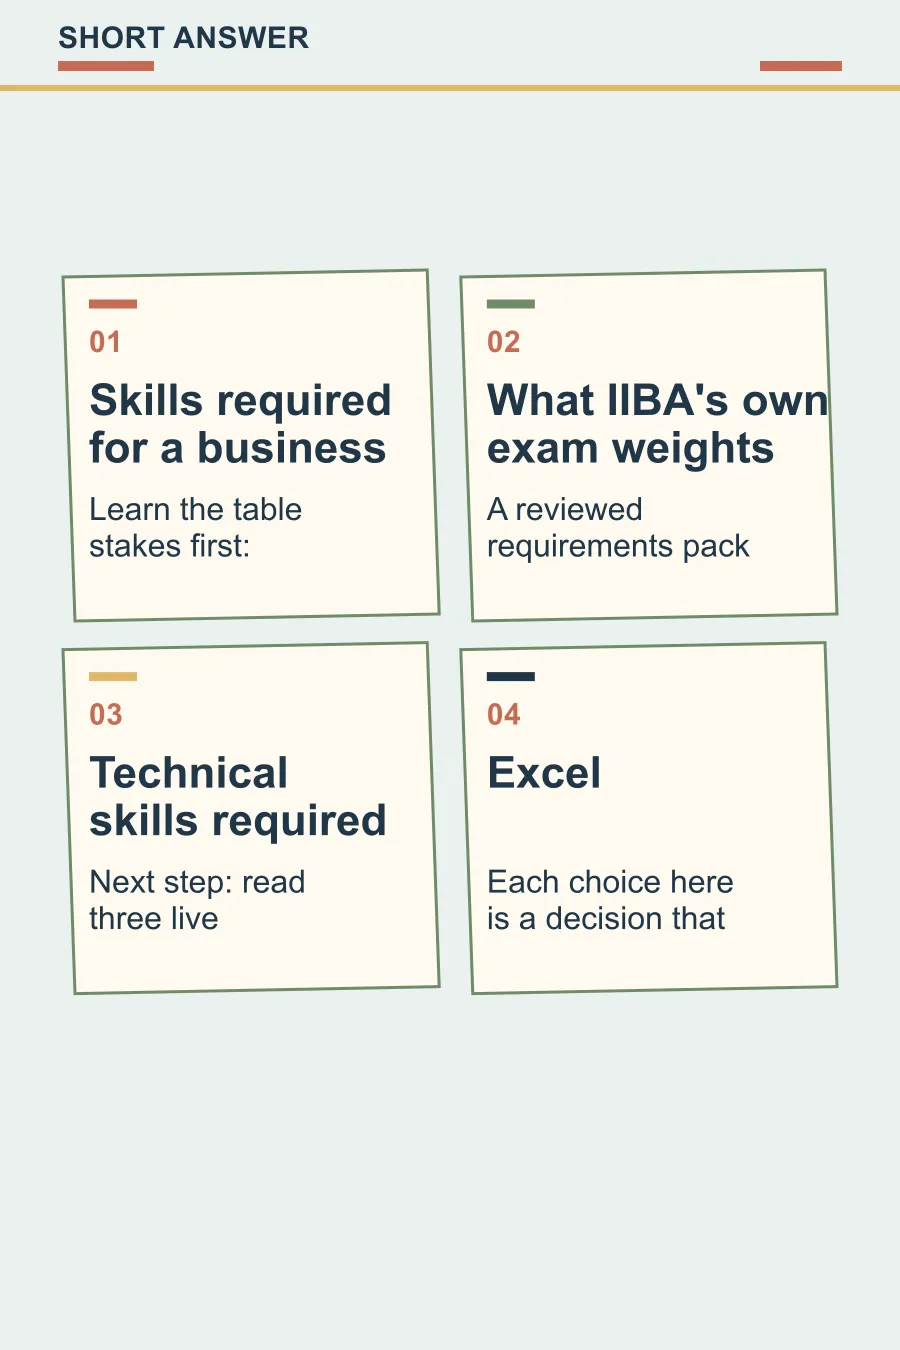 SHORT ANSWER
01
Skills required
for a business
Learn the table
stakes first:
02
What IIBA's own
exam weights
A reviewed
requirements pack
03
Technical
skills required
Next step: read
three live
04
Excel
Each choice here
is a decision that